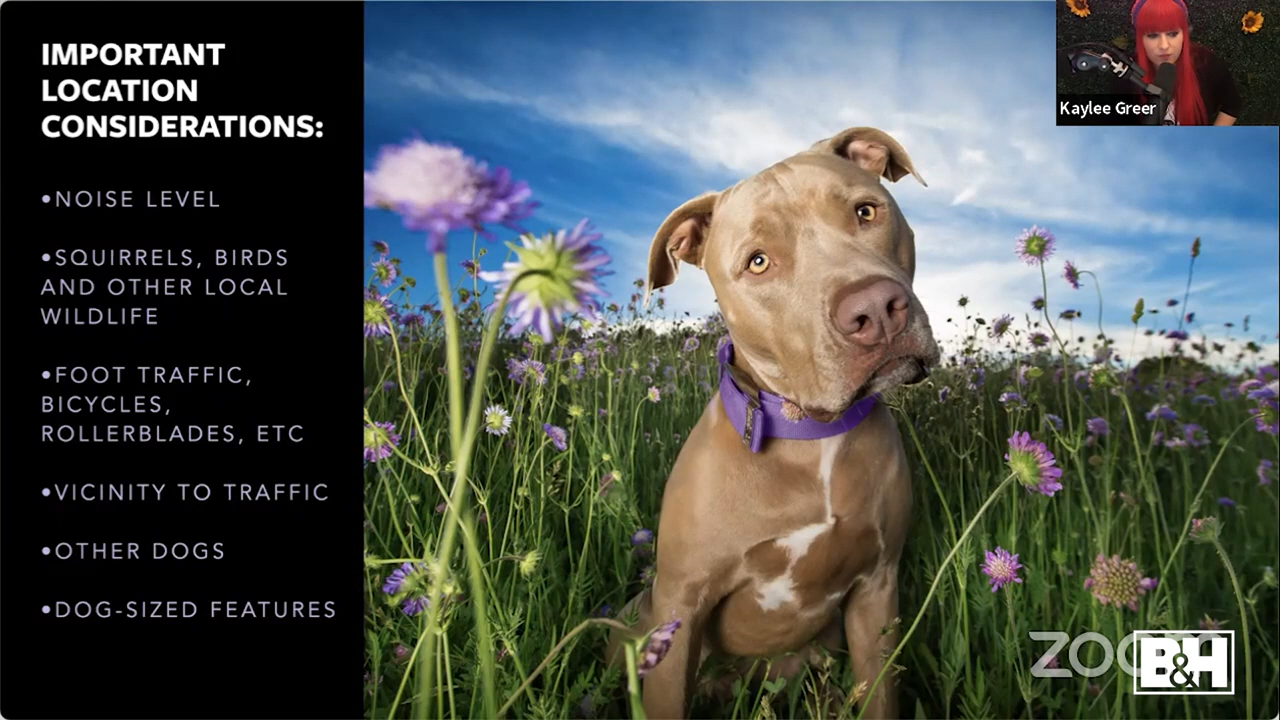 IMPORTANT
LOCATION
CONSIDERATIONS:
•NOISE LEVEL
•SQUIRRELS, BIRDS
AND OTHER LOCAL
WILDLIFE
•FOOT TRAFFIC,
BICYCLES,
ROLLERBLADES, ETC
•VICINITY TO TRAFFIC
•OTHER DOGS
•DOG-SIZED FEATURES
Kaylee Greer
zoom
B&H